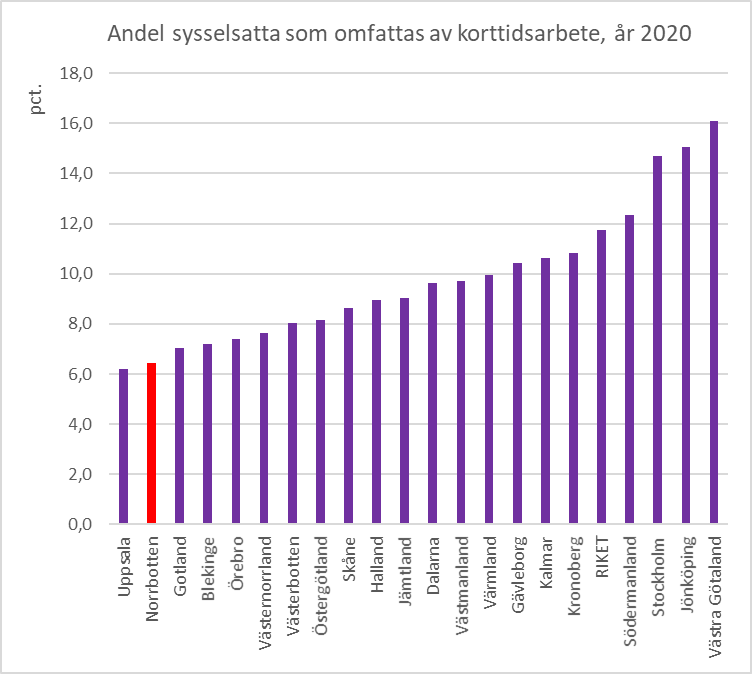 Andel sysselsatta som omfattas av korttidsarbete, år 2020
pct.
18,0
16,0
14,0
12,0
10,0
8,0
6,0
4,0
2,0
0,0
Uppsala
Norrbotten
Gotland
Blekinge
Örebro
Västernorrland
Västerbotten
Östergötland
Skåne
Halland
Jämtland
Dalarna
Västmanland
Värmland
Gävleborg
Kalmar
Kronoberg
RIKET
Södermanland
Stockholm
Jönköping
Västra Götaland